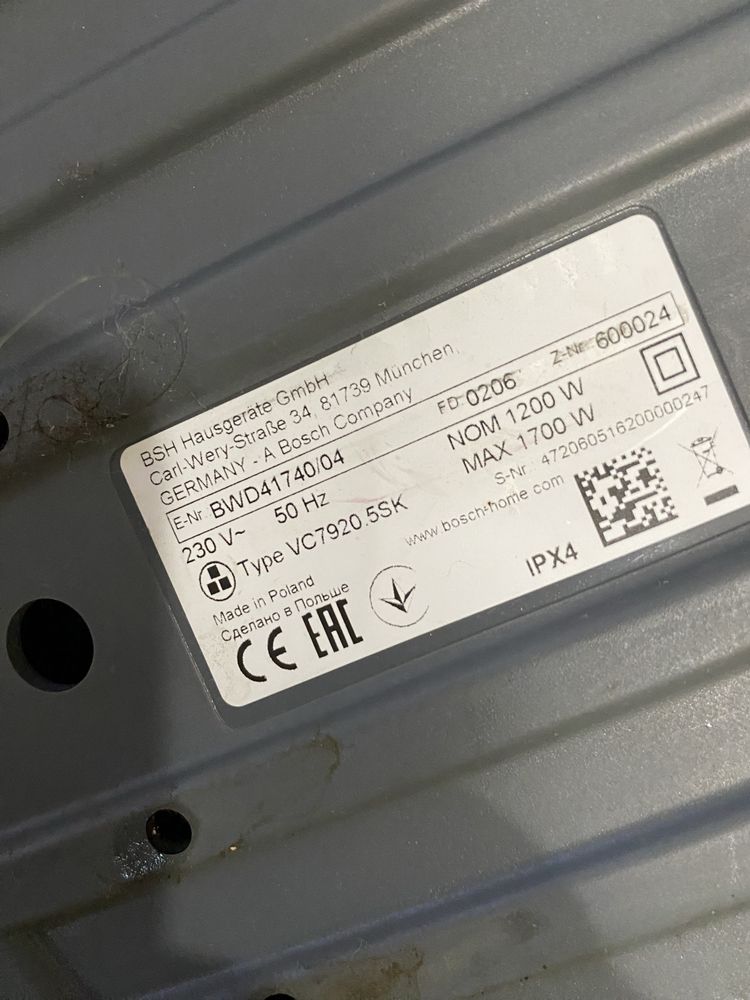 BSH Hausgeräte GmbH
Carl-Wery-Straße 34, 81739 München,
GERMANY - A Bosch Company
E-Nr. BWD41740/04 FD 0206 Z-Nr. 600024
230 V~ 50 Hz NOM 1200 W
MAX 1700 W
Type VC7920.5SK S-Nr. 472060516200000247
www.bosch-home.com
Made in Poland
Сделано в Польше
IPX4
CE EAC